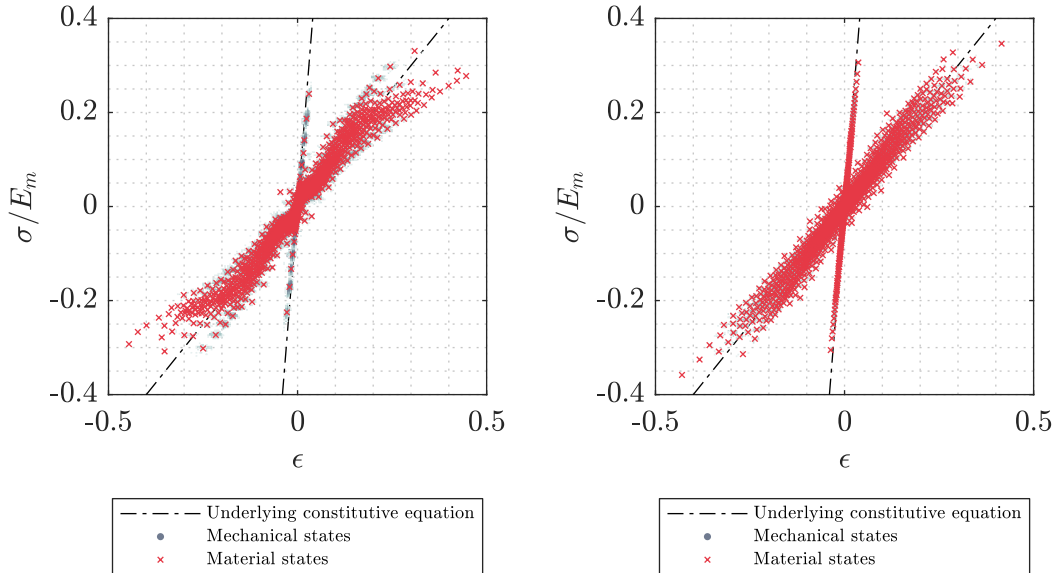 0.4
0.2
0
-0.2
-0.4
σ/E_m
-0.5
0
0.5
ϵ
Underlying constitutive equation
Mechanical states
Material states
0.4
0.2
0
-0.2
-0.4
σ/E_m
-0.5
0
0.5
ϵ
Underlying constitutive equation
Mechanical states
Material states